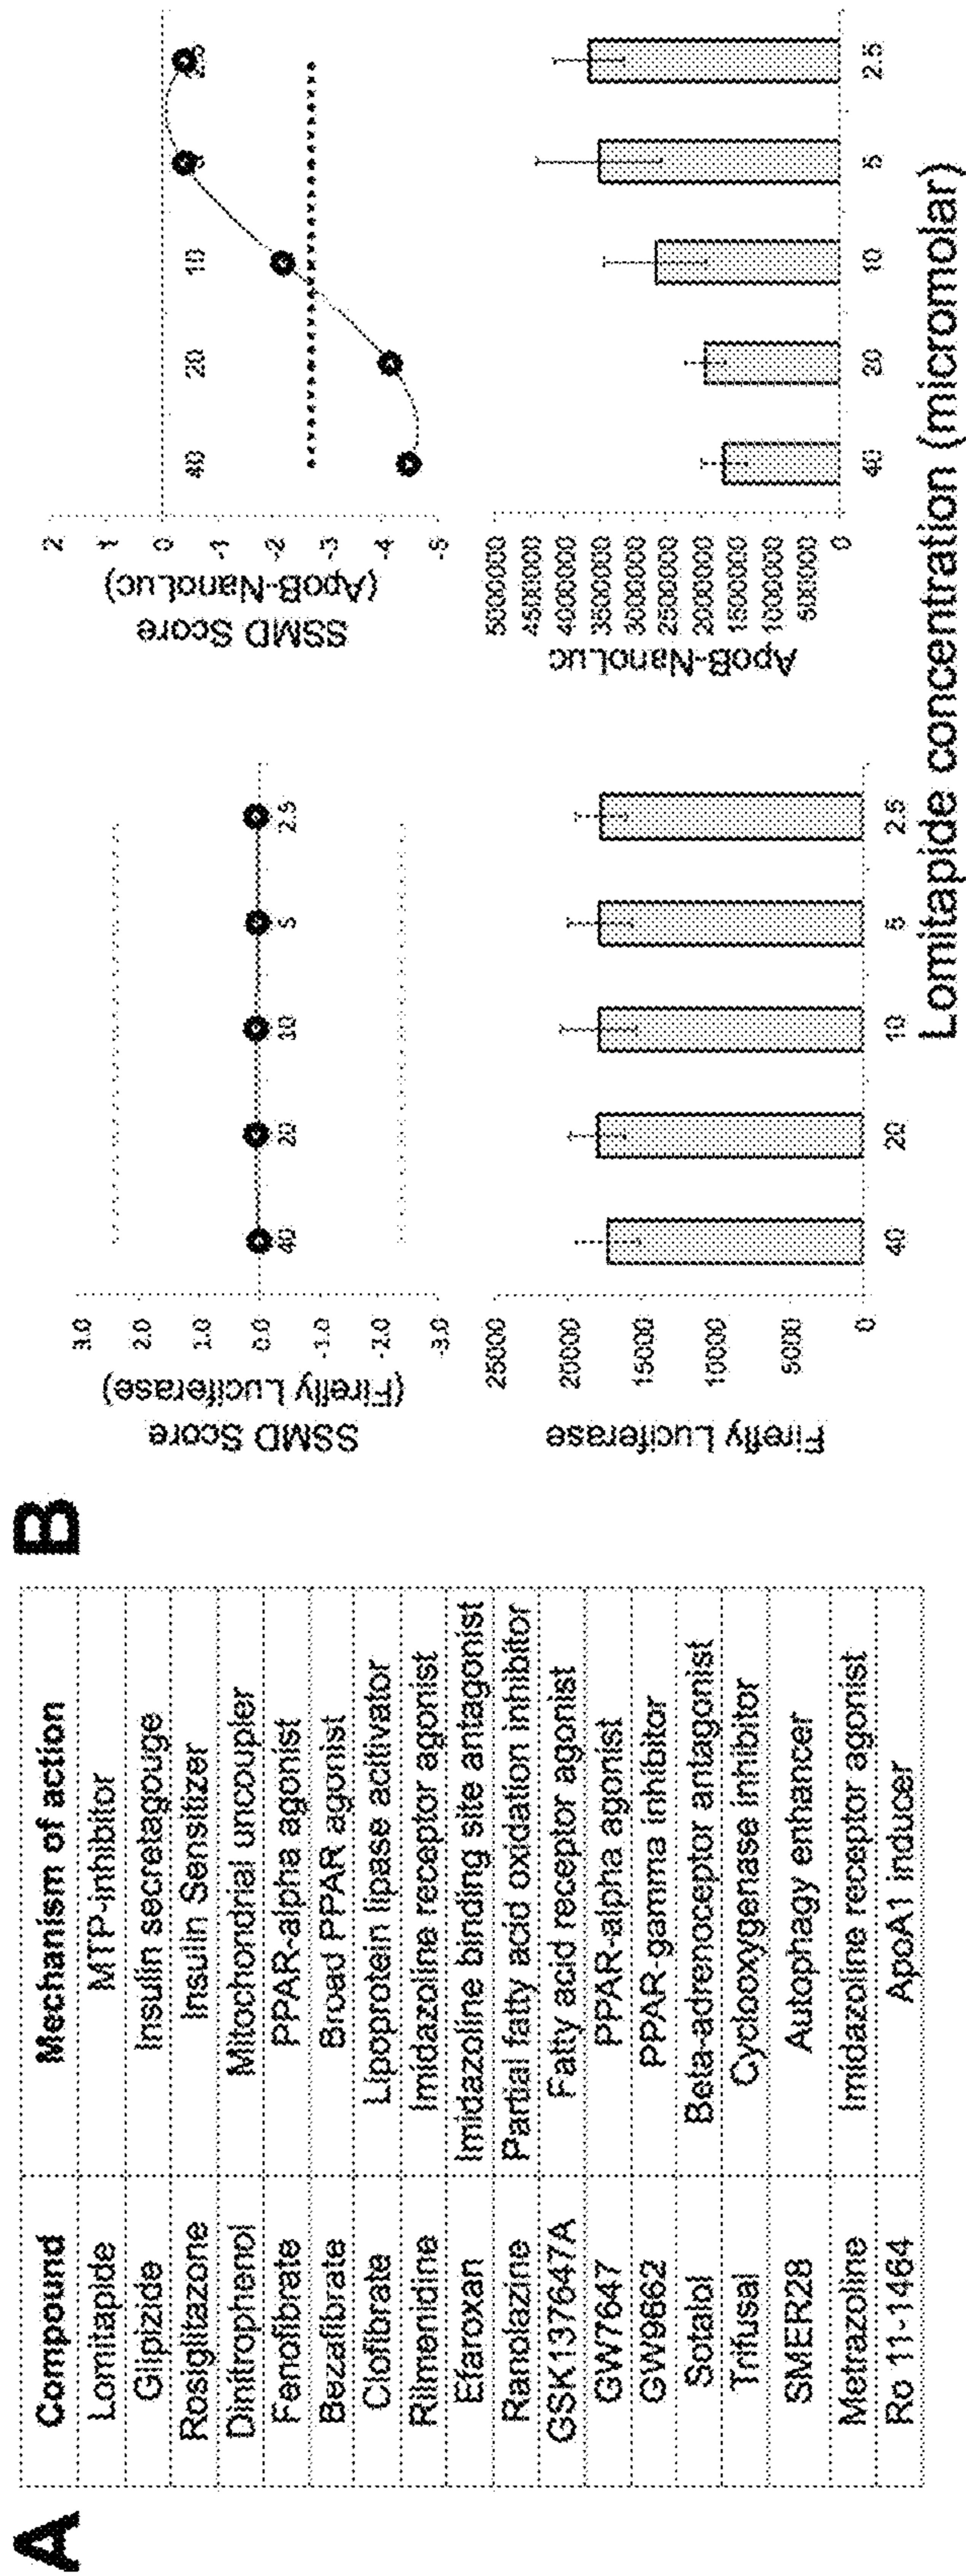 A
Compound Mechanism of action
Lomitapide MTP-inhibitor
Glipizide Insulin secretagouge
Rosiglitazone Insulin Sensitizer
Dinitrophenol Mitochondrial uncoupler
Fenofibrate PPAR-alpha agonist
Bezafibrate Broad PPAR agonist
Clofibrate Lipoprotein lipase acitivator
Rilmenidine Imidazoline receptor agonist
Efaroxan Imidazoline binding site antagonist
Ranolazine Partial fatty acid oxidation inhibitor
GSK137647A Fatty acid receptor agonist
GW7647 PPAR-alpha agonist
GW9662 PPAR-gamma inhibitor
Sotalol Beta-adrenoceptor antagonist
Trifusal Cyclooxygenase inhibitor
SMER28 Autophagy enhancer
Metrazoline Imidazoline receptor agonist
Ro 11-1464 ApoA1 inducer
B
SSMD Score
(Firefly Luciferase)
3.0
2.0
1.0
0.0
-1.0
-2.0
-3.0
40 20 10 5 2.5
SSMD Score
(ApoB-NanoLuc)
2
1
0
-1
-2
-3
-4
-5
40 20 10 5 2.5
Firefly Luciferase
25000
20000
15000
10000
5000
0
40 20 10 5 2.5
ApoB-NanoLuc
5000000
4500000
4000000
3500000
3000000
2500000
2000000
1500000
1000000
500000
0
40 20 10 5 2.5
Lomitapide concentration (micromolar)